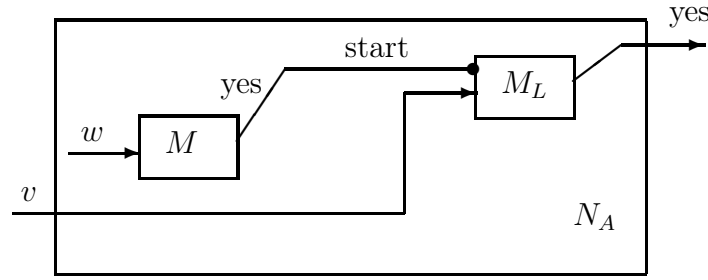 yes
start
yes
M_L
w
M
v
N_A